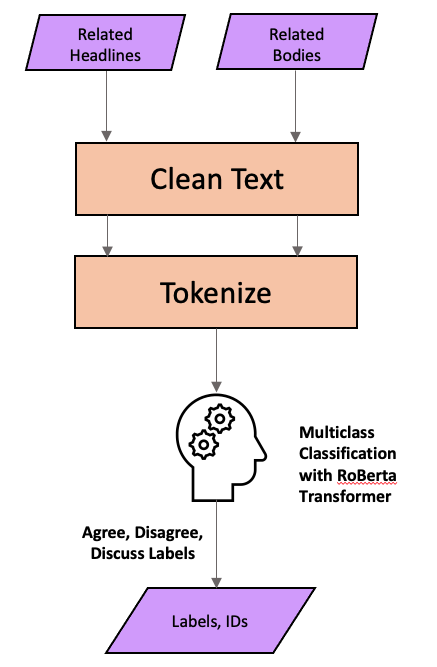 Related
Headlines
Related
Bodies
Clean Text
Tokenize
Multiclass
Classification
with RoBerta
Transformer
Agree, Disagree,
Discuss Labels
Labels, IDs